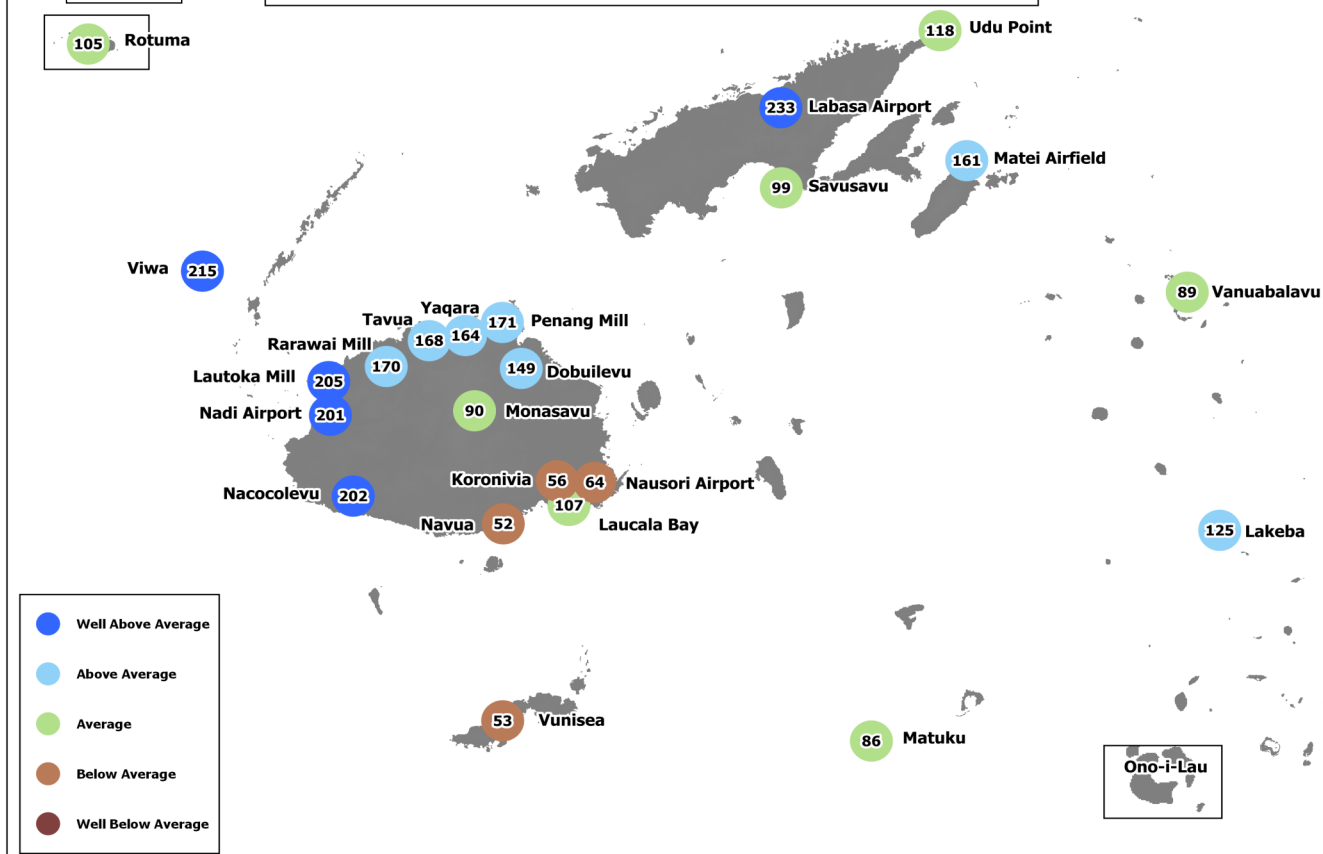 105 Rotuma
118 Udu Point
233 Labasa Airport
161 Matei Airfield
99 Savusavu
Viwa 215
89 Vanuabalavu
Yaqara 164
171 Penang Mill
Tavua 168
Rarawai Mill 170
149 Dobuilevu
Lautoka Mill 205
Nadi Airport 201
90 Monasavu
Koronivia 56
64 Nausori Airport
Nacocolevu 202
107 Laucala Bay
Navua 52
125 Lakeba
Well Above Average
Above Average
Average
Below Average
Well Below Average
53 Vunisea
86 Matuku
Ono-i-Lau